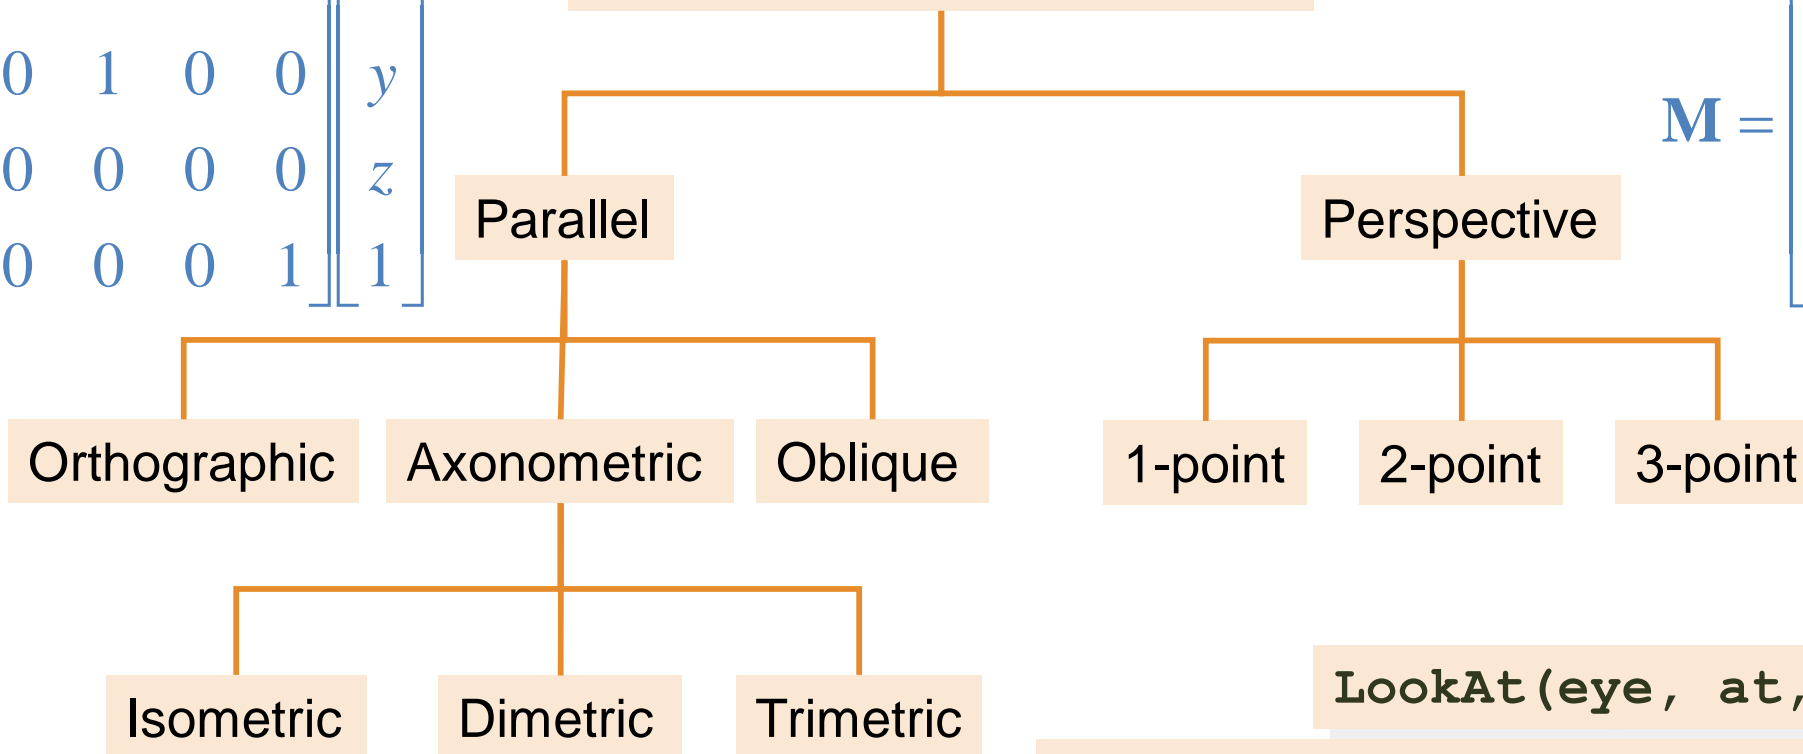 0 1 0 0 y
M =
0 0 0 0 z
Parallel Perspective
0 0 0 1 1
Orthographic Axonometric Oblique 1-point 2-point 3-point
LookAt(eye, at,
Isometric Dimetric Trimetric